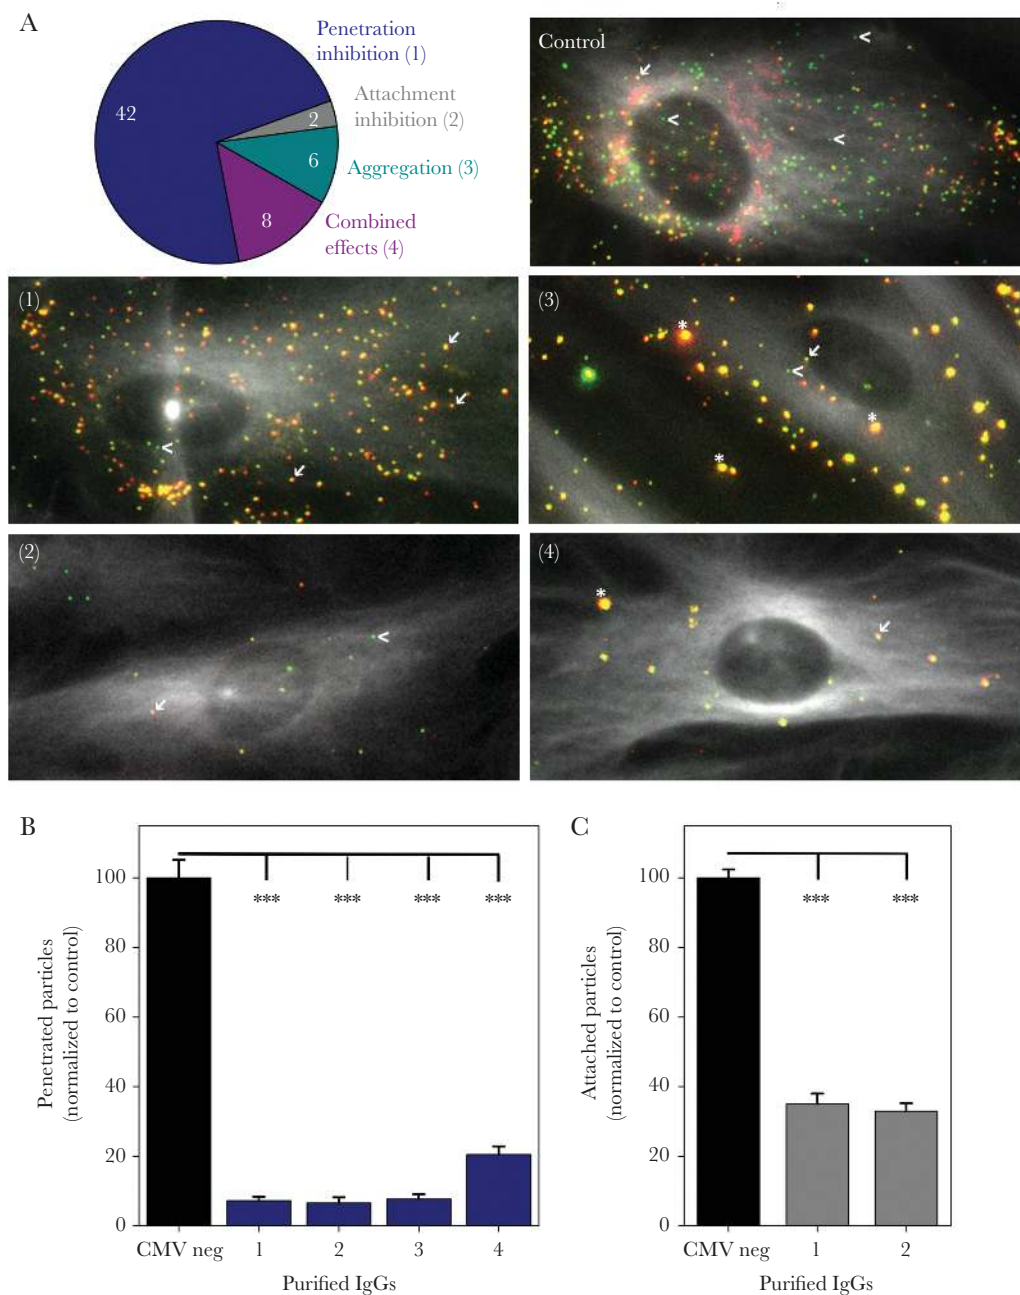 A
Penetration
inhibition (1)
Attachment
inhibition (2)
Aggregation (3)
Combined
effects (4)
42
2
6
8
Control
<
<
<
(1)
<
(3)
*
<
*
*
(2)
<
(4)
*
B
Penetrated particles
(normalized to control)
100
80
60
40
20
0
*** *** *** ***
CMV neg 1 2 3 4
Purified IgGs
C
Attached particles
(normalized to control)
100
80
60
40
20
0
*** ***
CMV neg 1 2
Purified IgGs